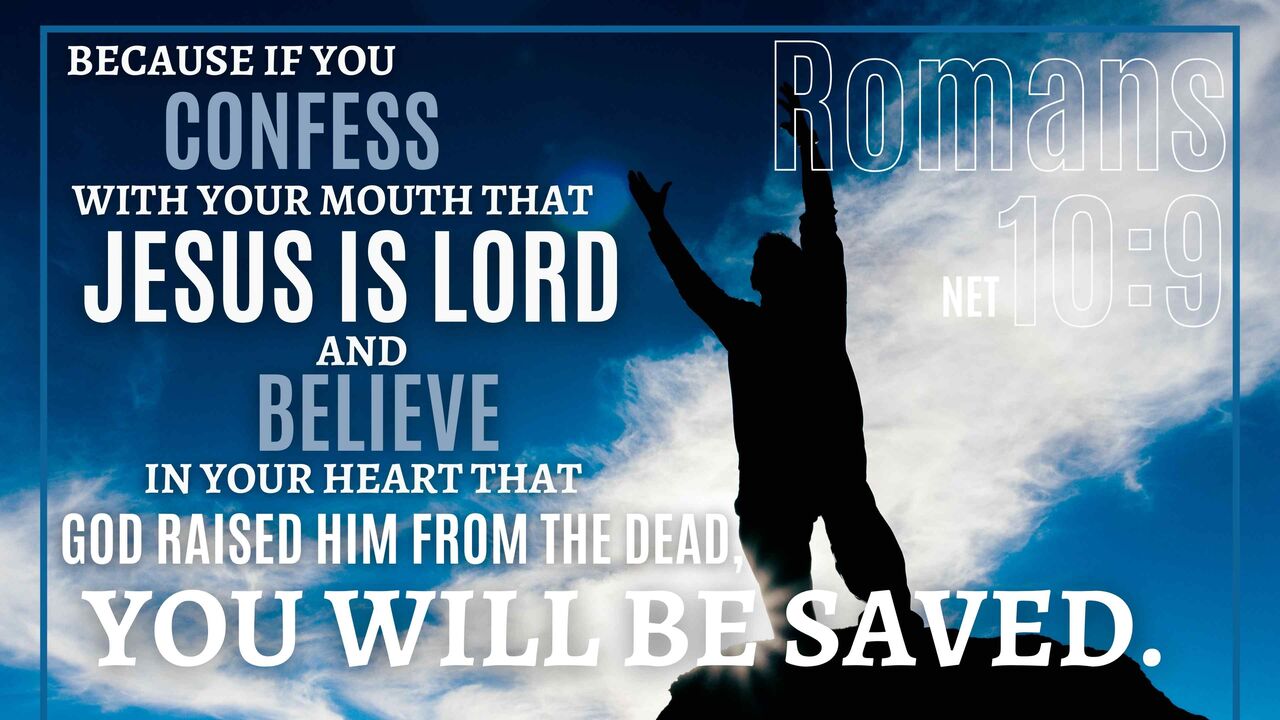 BECAUSE IF YOU
CONFESS
WITH YOUR MOUTH THAT
JESUS IS LORD
AND
BELIEVE
IN YOUR HEART THAT
GOD RAISED HIM FROM THE DEAD,
YOU WILL BE SAVED.
Romans
NET 10:9